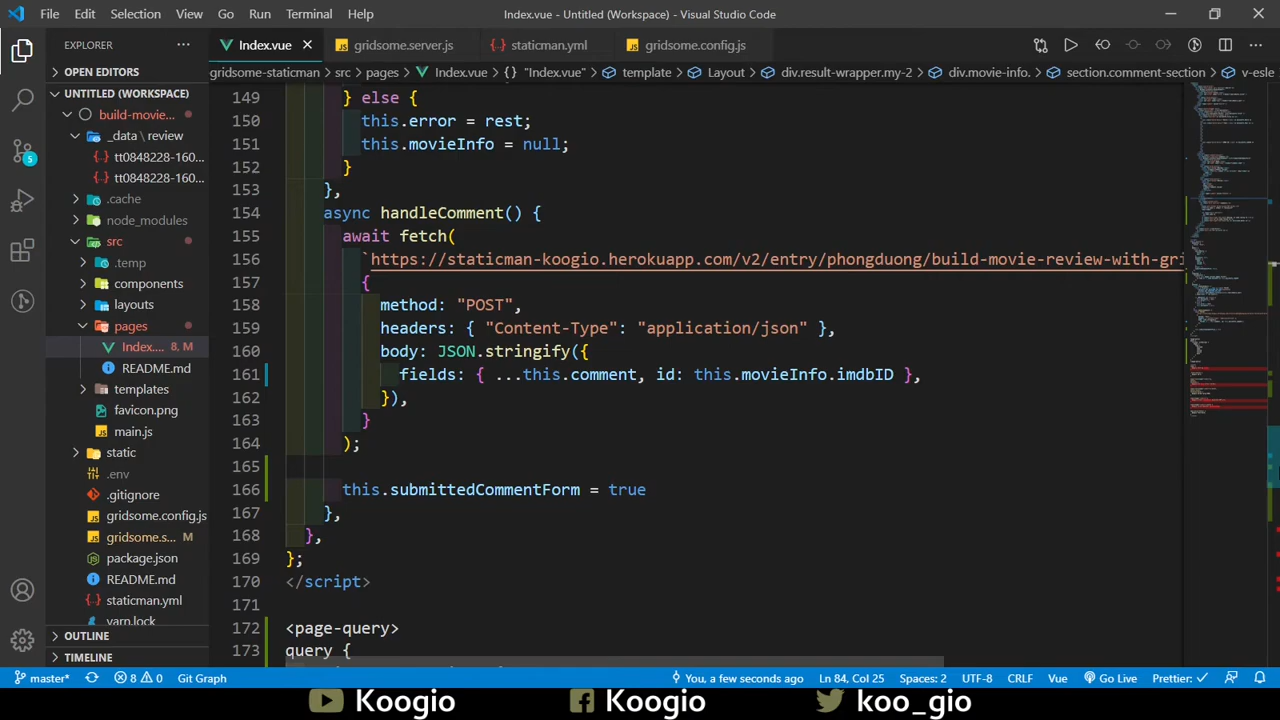 File Edit Selection View Go Run Terminal Help
Index.vue - Untitled (Workspace) - Visual Studio Code
EXPLORER
Index.vue
gridsome.server.js
staticman.yml
gridsome.config.js
OPEN EDITORS
UNTITLED (WORKSPACE)
build-movie...
_data \ review
tt0848228-160...
tt0848228-160...
.cache
node_modules
src
.temp
components
layouts
pages
Index.... 8, M
README.md
templates
favicon.png
main.js
static
.env
.gitignore
gridsome.config.js
gridsome.s... M
package.json
README.md
staticman.yml
yarn.lock
OUTLINE
TIMELINE
5
gridsome-staticman > src > pages > Index.vue > {} "Index.vue" > template > Layout > div.result-wrapper.my-2 > div.movie-info. > section.comment-section > v-esle
149 } else {
150 this.error = rest;
151 this.movieInfo = null;
152 }
153 },
154 async handleComment() {
155 await fetch(
156 `https://staticman-koogio.herokuapp.com/v2/entry/phongduong/build-movie-review-with-gri
157 {
158 method: "POST",
159 headers: { "Content-Type": "application/json" },
160 body: JSON.stringify({
161 fields: { ...this.comment, id: this.movieInfo.imdbID },
162 }),
163 }
164 );
165
166 this.submittedCommentForm = true
167 },
168 },
169 };
170 </script>
171
172 <page-query>
173 query {
master* 8 0 Git Graph
You, a few seconds ago Ln 84, Col 25 Spaces: 2 UTF-8 CRLF Vue Go Live Prettier: ✓
Koogio Koogio koo_gio